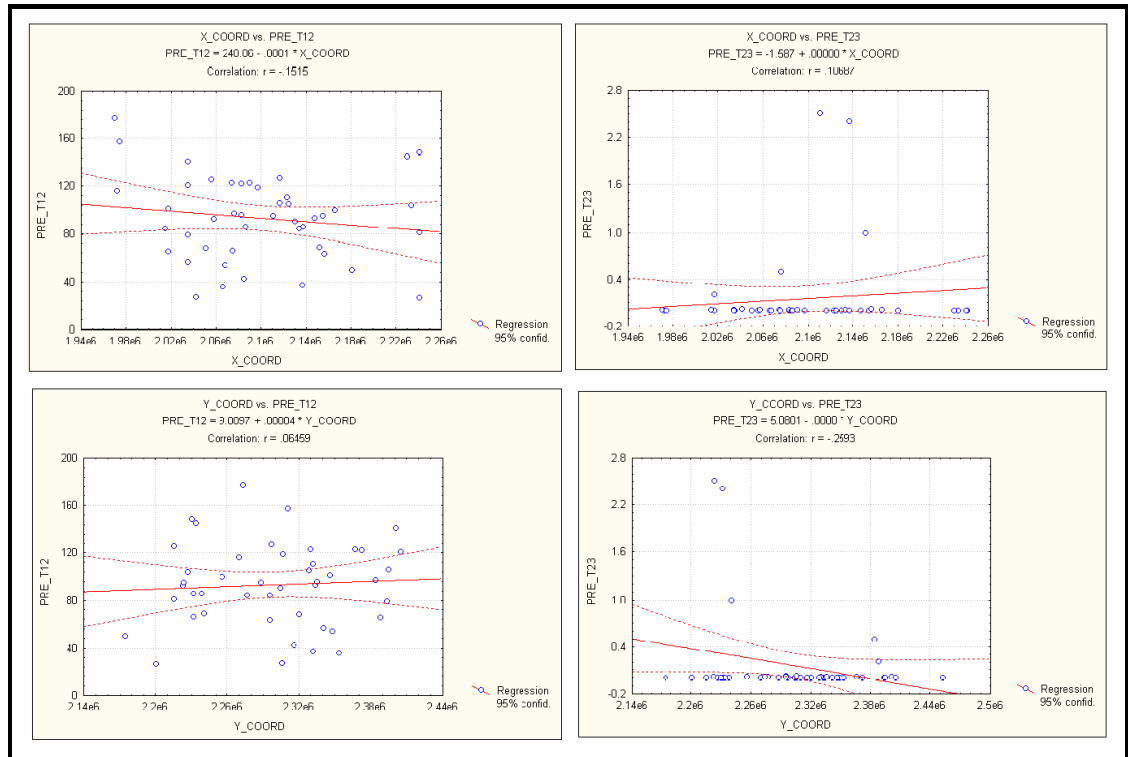 X_COORD vs. PRE_T12
PRE_T12 = 240.06 - .0001 * X_COORD
Correlation: r = -.1515
200
160
120
80
40
0
PRE_T12
1.94e6 1.98e6 2.02e6 2.06e6 2.1e6 2.14e6 2.18e6 2.22e6 2.26e6
X_COORD
Regression
95% confid.
X_COORD vs. PRE_T23
PRE_T23 = -1.587 + .00000 * X_COORD
Correlation: r = .10687
2.8
2.2
1.6
1.0
0.4
-0.2
PRE_T23
1.94e6 1.98e6 2.02e6 2.06e6 2.1e6 2.14e6 2.18e6 2.22e6 2.26e6
X_COORD
Regression
95% confid.
Y_COORD vs. PRE_T12
PRE_T12 = 9.0097 + .00004 * Y_COORD
Correlation: r = .06459
200
160
120
80
40
0
PRE_T12
2.14e6 2.2e6 2.26e6 2.32e6 2.38e6 2.44e6
Y_COORD
Regression
95% confid.
Y_COORD vs. PRE_T23
PRE_T23 = 5.0801 - .0000 * Y_COORD
Correlation: r = -.2593
2.8
2.2
1.6
1.0
0.4
-0.2
PRE_T23
2.14e6 2.2e6 2.26e6 2.32e6 2.38e6 2.44e6 2.5e6
Y_COORD
Regression
95% confid.